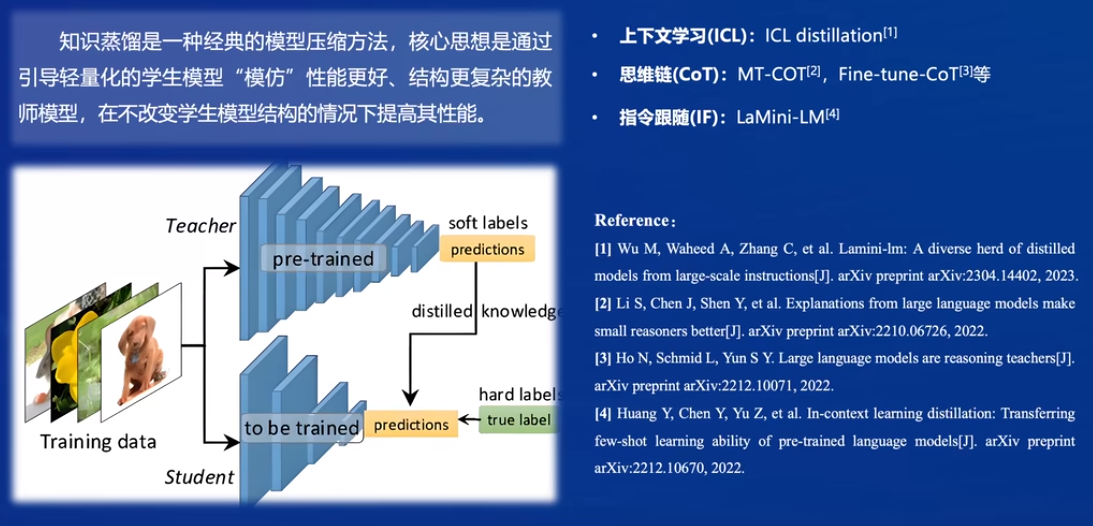 知识蒸馏是一种经典的模型压缩方法，核心思想是通过
引导轻量化的学生模型“模仿”性能更好、结构更复杂的教
师模型，在不改变学生模型结构的情况下提高其性能。
Teacher
pre-trained
soft labels
predictions
distilled knowledge
Training data
to be trained
predictions
hard labels
true label
Student
• 上下文学习(ICL)：ICL distillation[1]
• 思维链(CoT)：MT-COT[2]，Fine-tune-CoT[3]等
• 指令跟随(IF)：LaMini-LM[4]
Reference：
[1] Wu M, Waheed A, Zhang C, et al. Lamini-lm: A diverse herd of distilled
models from large-scale instructions[J]. arXiv preprint arXiv:2304.14402, 2023.
[2] Li S, Chen J, Shen Y, et al. Explanations from large language models make
small reasoners better[J]. arXiv preprint arXiv:2210.06726, 2022.
[3] Ho N, Schmid L, Yun S Y. Large language models are reasoning teachers[J].
arXiv preprint arXiv:2212.10071, 2022.
[4] Huang Y, Chen Y, Yu Z, et al. In-context learning distillation: Transferring
few-shot learning ability of pre-trained language models[J]. arXiv preprint
arXiv:2212.10670, 2022.